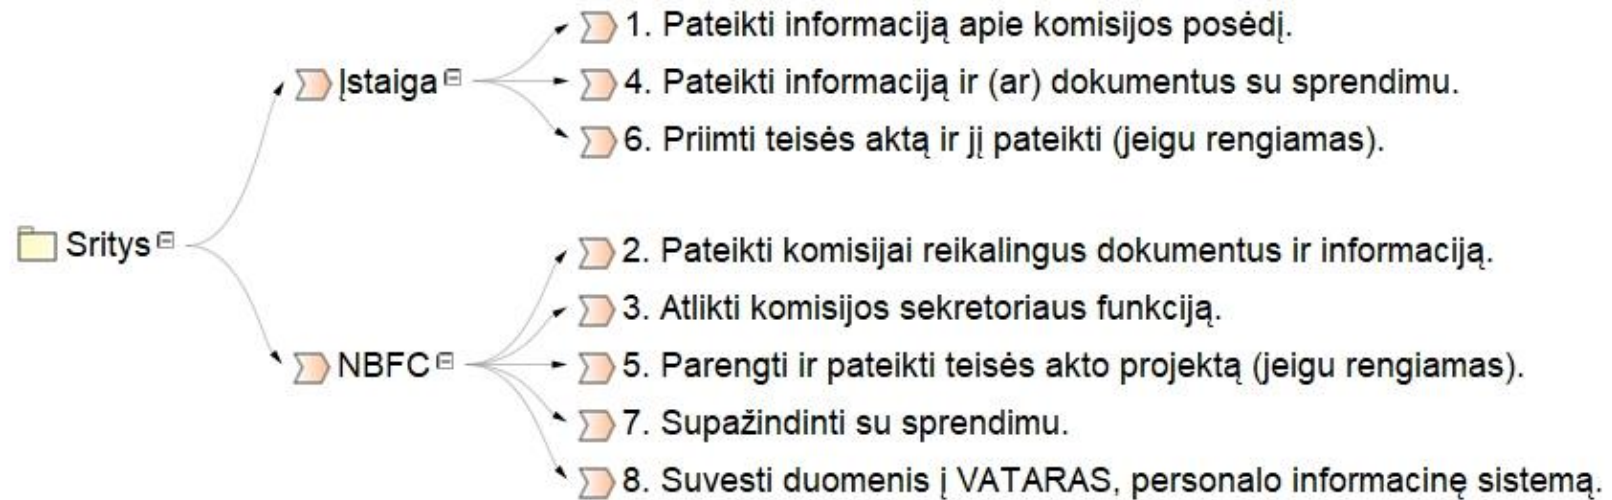 1. Pateikti informaciją apie komisijos posėdį.
Įstaiga
4. Pateikti informaciją ir (ar) dokumentus su sprendimu.
6. Priimti teisės aktą ir jį pateikti (jeigu rengiamas).
Sritys
2. Pateikti komisijai reikalingus dokumentus ir informaciją.
3. Atlikti komisijos sekretoriaus funkciją.
NBFC
5. Parengti ir pateikti teisės akto projektą (jeigu rengiamas).
7. Supažindinti su sprendimu.
8. Suvesti duomenis į VATARAS, personalo informacinę sistemą.